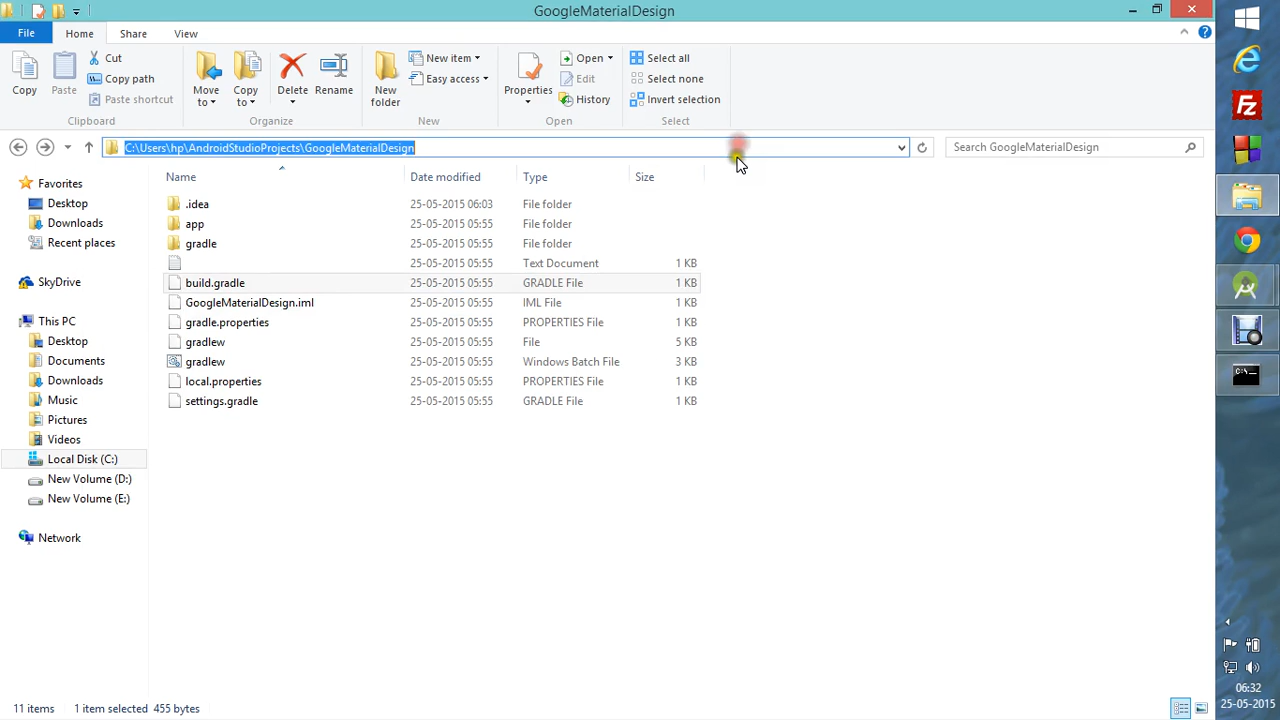 GoogleMaterialDesign
File Home Share View
Copy
Paste
Cut
Copy path
Paste shortcut
Clipboard
Move to
Copy to
Delete
Rename
Organize
New folder
New item
Easy access
New
Properties
Open
Edit
History
Open
Select all
Select none
Invert selection
Select
C:\Users\hp\AndroidStudioProjects\GoogleMaterialDesign
Search GoogleMaterialDesign
Favorites
Desktop
Downloads
Recent places
SkyDrive
This PC
Desktop
Documents
Downloads
Music
Pictures
Videos
Local Disk (C:)
New Volume (D:)
New Volume (E:)
Network
Name Date modified Type Size
.idea 25-05-2015 06:03 File folder
app 25-05-2015 05:55 File folder
gradle 25-05-2015 05:55 File folder
25-05-2015 05:55 Text Document 1 KB
build.gradle 25-05-2015 05:55 GRADLE File 1 KB
GoogleMaterialDesign.iml 25-05-2015 05:55 IML File 1 KB
gradle.properties 25-05-2015 05:55 PROPERTIES File 1 KB
gradlew 25-05-2015 05:55 File 5 KB
gradlew 25-05-2015 05:55 Windows Batch File 3 KB
local.properties 25-05-2015 05:55 PROPERTIES File 1 KB
settings.gradle 25-05-2015 05:55 GRADLE File 1 KB
11 items 1 item selected 455 bytes
Fz
C:\_
06:32
25-05-2015